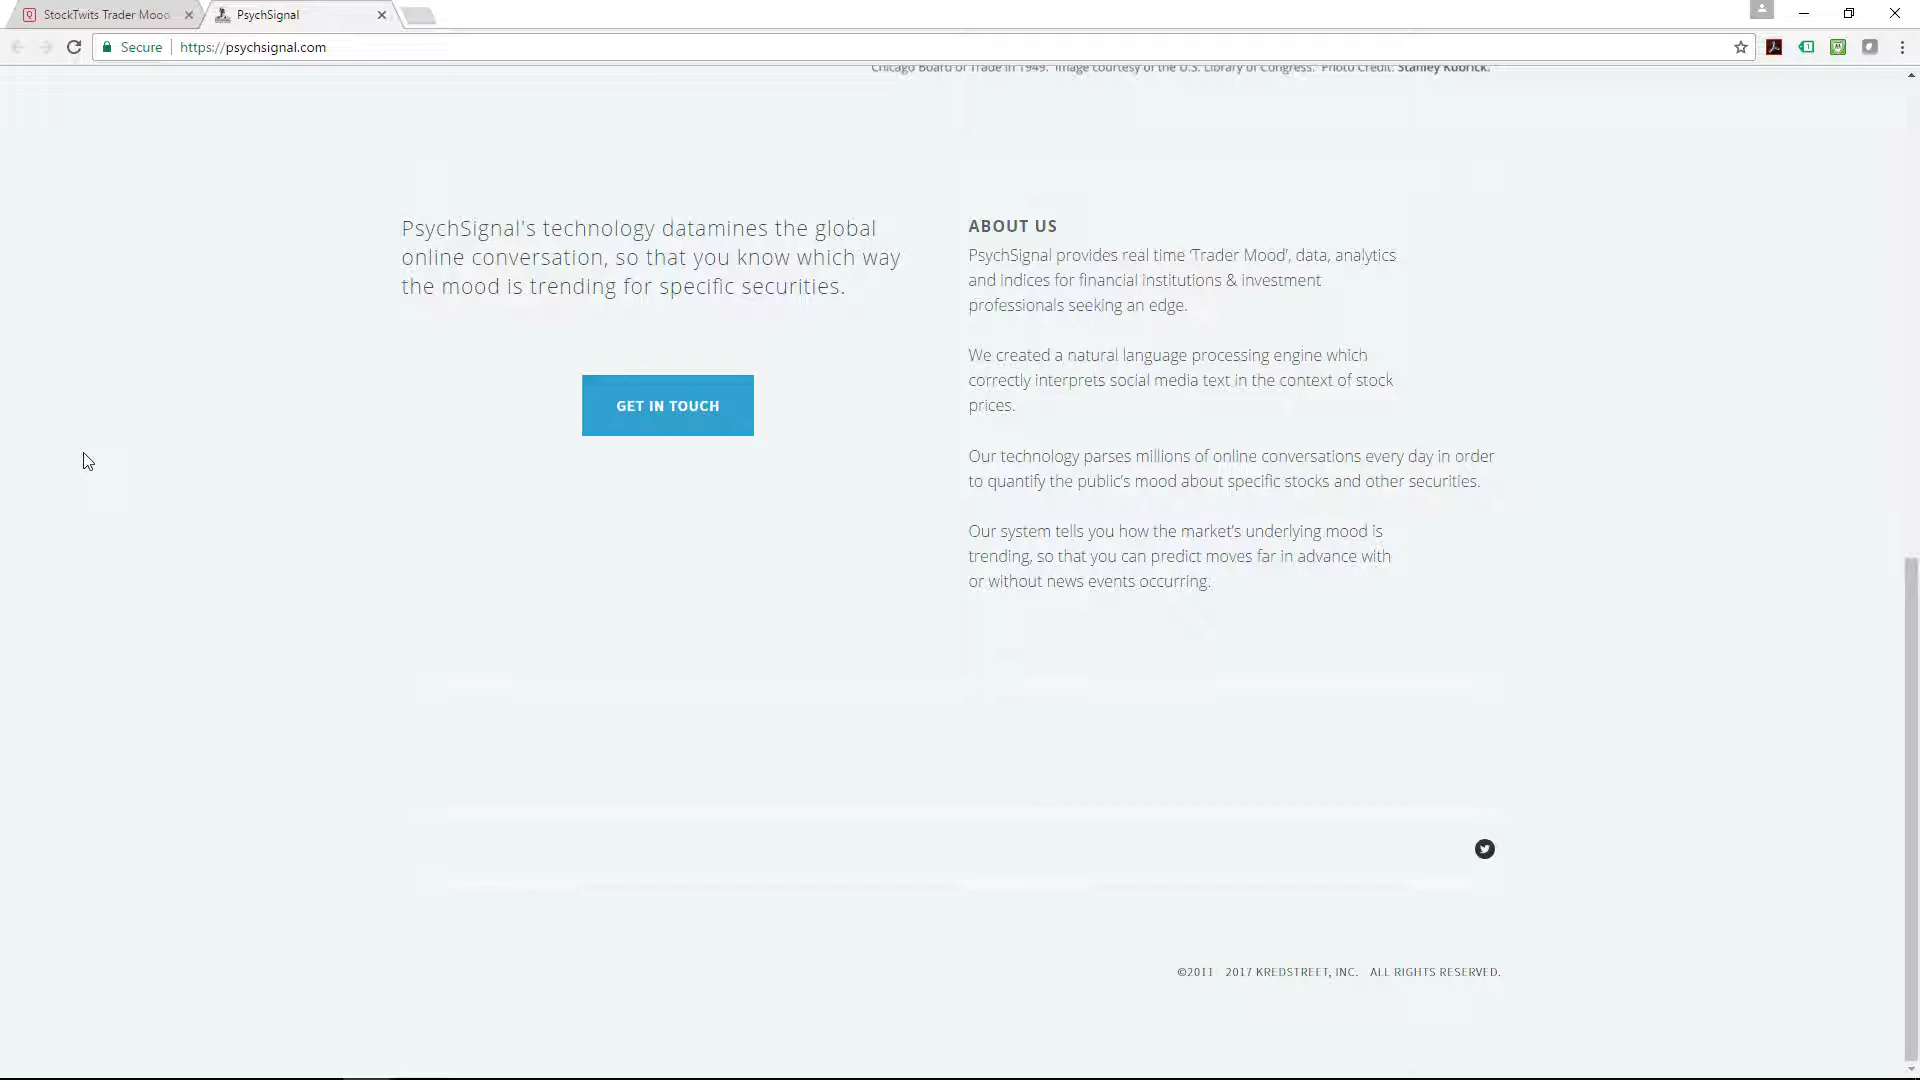 StockTwits Trader Mood
PsychSignal
Secure
https://psychsignal.com
Chicago Board of Trade in 1949. Image courtesy of the U.S. Library of Congress. Photo Credit: Stanley Kubrick.
PsychSignal's technology datamines the global
online conversation, so that you know which way
the mood is trending for specific securities.
GET IN TOUCH
ABOUT US
PsychSignal provides real time ‘Trader Mood’, data, analytics
and indices for financial institutions & investment
professionals seeking an edge.
We created a natural language processing engine which
correctly interprets social media text in the context of stock
prices.
Our technology parses millions of online conversations every day in order
to quantify the public’s mood about specific stocks and other securities.
Our system tells you how the market’s underlying mood is
trending, so that you can predict moves far in advance with
or without news events occurring.
©2011 2017 KREDSTREET, INC. ALL RIGHTS RESERVED.